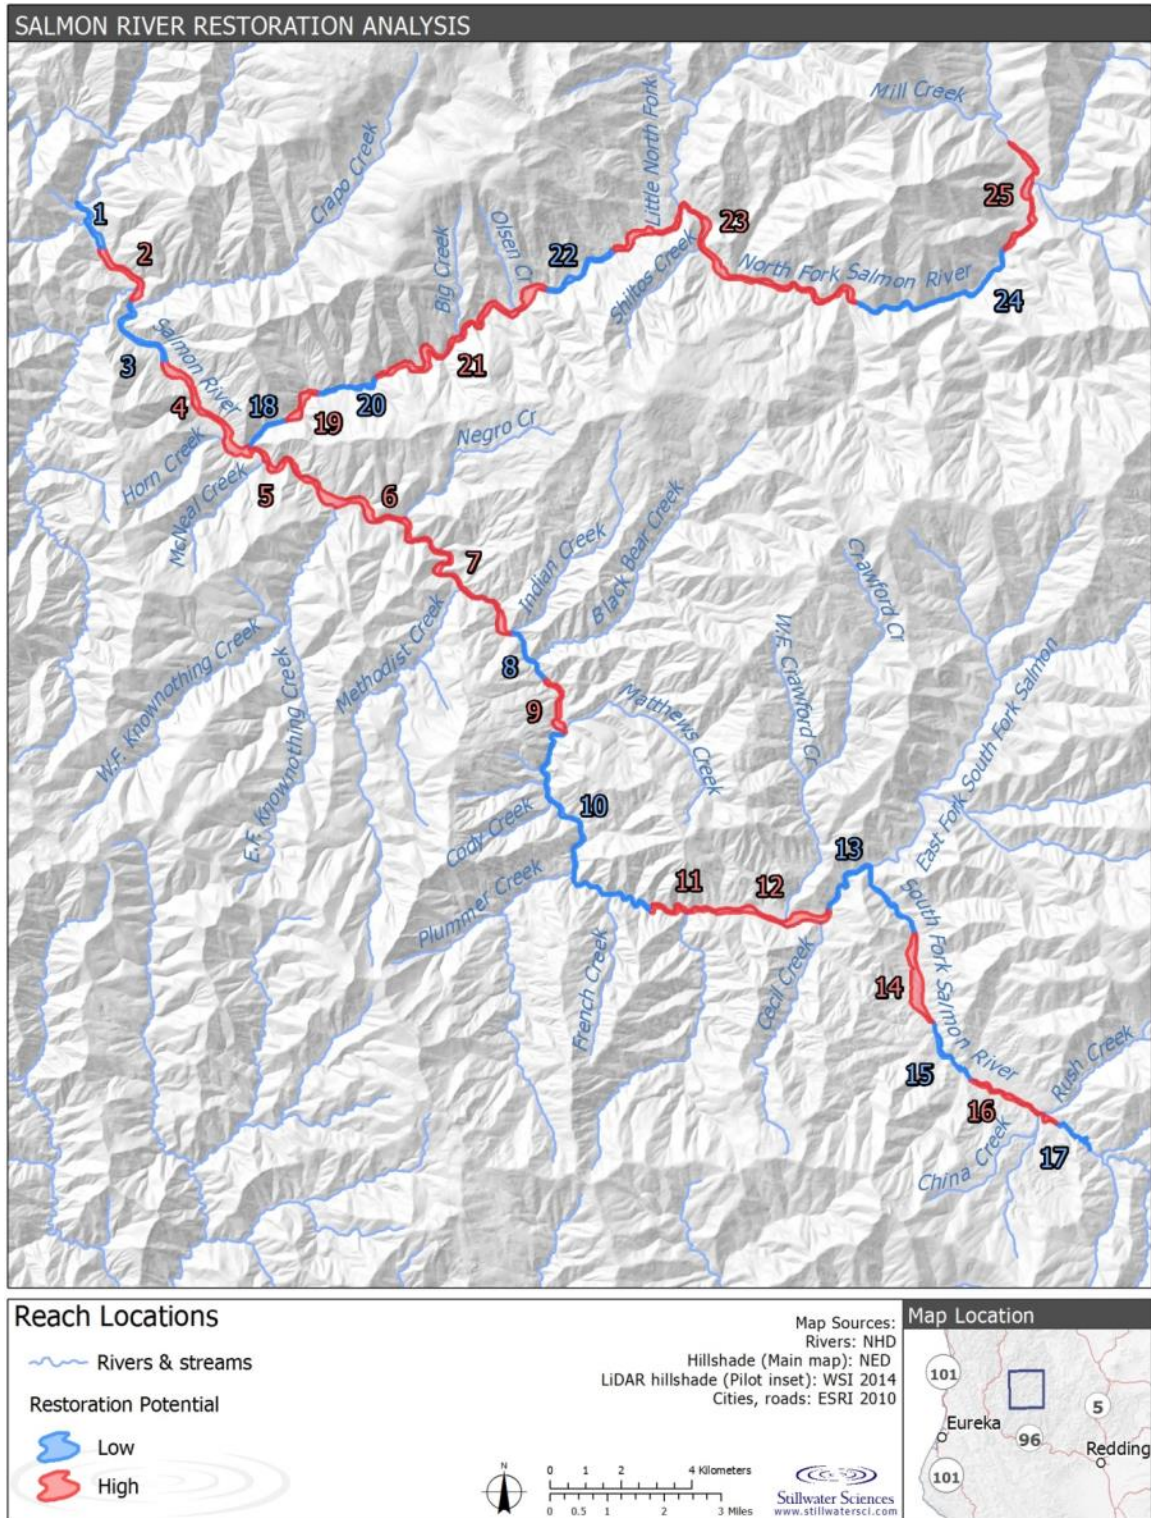 SALMON RIVER RESTORATION ANALYSIS
Mill Creek
Little North Fork
Crapo Creek
25
1
2
Olsen Cr
Big Creek
22
23
Shiltos Creek
North Fork Salmon River
24
Salmon River
3
21
4
18
19
20
Negro Cr
Horn Creek
McNeal Creek
5
6
7
Indian Creek
Black Bear Creek
Crawford Cr
W.F. Crawford Cr
Methodist Creek
W.F. Knownothing Creek
E.F. Knownothing Creek
8
9
Matthews Creek
East Fork South Fork Salmon
10
Cody Creek
13
Plummer Creek
11
12
South Fork Salmon River
French Creek
Cecil Creek
14
15
Rush Creek
16
China Creek
17
Reach Locations
Rivers & streams
Restoration Potential
Low
High
Map Sources:
Rivers: NHD
Hillshade (Main map): NED
LiDAR hillshade (Pilot inset): WSI 2014
Cities, roads: ESRI 2010
N
0 1 2 4 Kilometers
0 0.5 1 2 3 Miles
Stillwater Sciences
www.stillwatersci.com
Map Location
101
5
Eureka
96
Redding
101